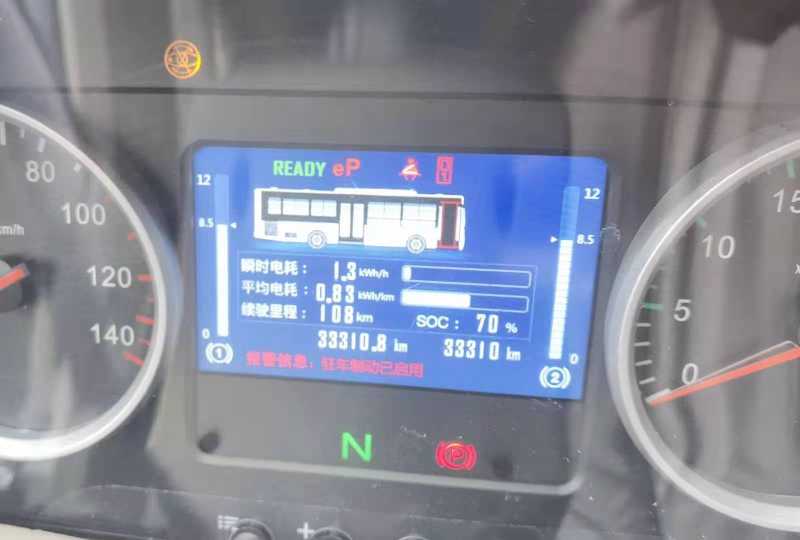 READY eP
80
100
120
140
km/h
12
8.5
0
1
瞬时电耗： 1.3 kWh/h
平均电耗： 0.83 kWh/km
续驶里程： 108 km
SOC： 70 %
33310.8 km
33310 km
报警信息：驻车制动已启用
12
8.5
0
2
N
P
15
10
5
0